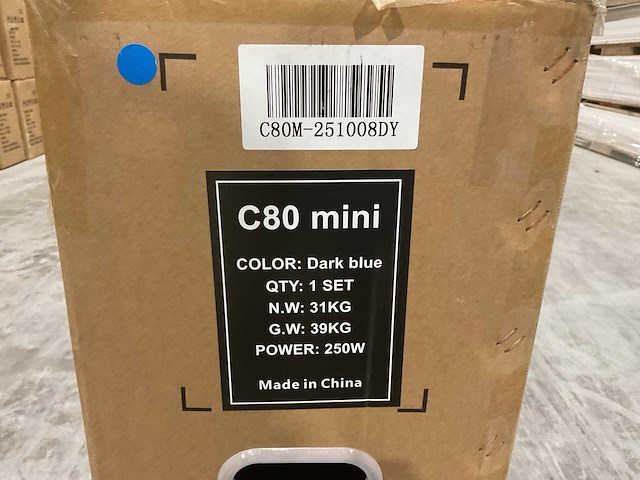 C80M-251008DY
C80 mini
COLOR: Dark blue
QTY: 1 SET
N.W: 31KG
G.W: 39KG
POWER: 250W
Made in China